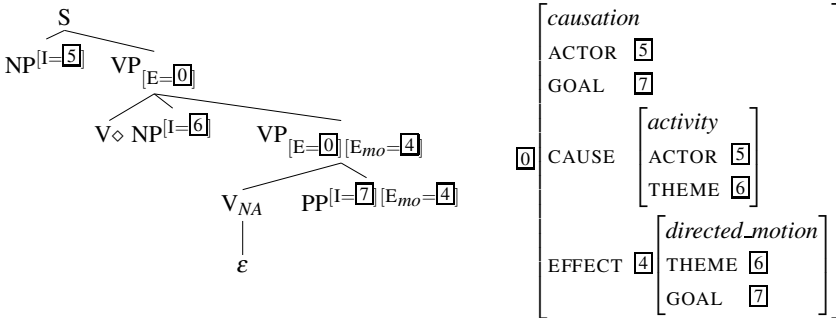 S
NP[I=5] VP[E=0]
V◇ NP[I=6] VP[E=0][Emo=4]
VNA PP[I=7][Emo=4]
ε
0
causation
ACTOR 5
GOAL 7
CAUSE
activity
ACTOR 5
THEME 6
EFFECT 4
directed_motion
THEME 6
GOAL 7